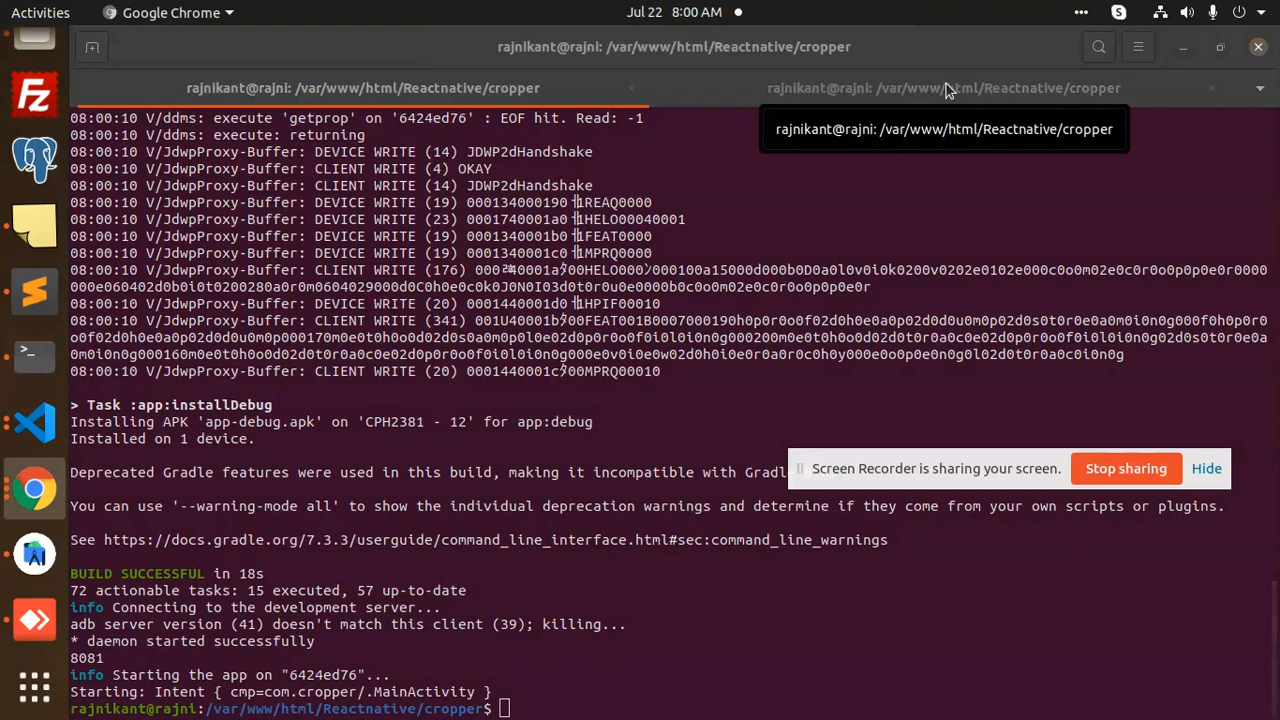 Activities
Google Chrome
Jul 22 8:00 AM
rajnikant@rajni: /var/www/html/Reactnative/cropper
rajnikant@rajni: /var/www/html/Reactnative/cropper
rajnikant@rajni: /var/www/html/Reactnative/cropper
rajnikant@rajni: /var/www/html/Reactnative/cropper
08:00:10 V/ddms: execute 'getprop' on '6424ed76' : EOF hit. Read: -1
08:00:10 V/ddms: execute: returning
08:00:10 V/JdwpProxy-Buffer: DEVICE WRITE (14) JDWP2dHandshake
08:00:10 V/JdwpProxy-Buffer: CLIENT WRITE (4) OKAY
08:00:10 V/JdwpProxy-Buffer: CLIENT WRITE (14) JDWP2dHandshake
08:00:10 V/JdwpProxy-Buffer: DEVICE WRITE (19) 000134000190 1REAQ0000
08:00:10 V/JdwpProxy-Buffer: DEVICE WRITE (23) 0001740001a0 1HELO00040001
08:00:10 V/JdwpProxy-Buffer: DEVICE WRITE (19) 0001340001b0 1FEAT0000
08:00:10 V/JdwpProxy-Buffer: DEVICE WRITE (19) 0001340001c0 1MPRQ0000
08:00:10 V/JdwpProxy-Buffer: CLIENT WRITE (176)
08:00:10 V/JdwpProxy-Buffer: DEVICE WRITE (20) 0001440001d0 1HPIF00010
08:00:10 V/JdwpProxy-Buffer: CLIENT WRITE (341)
08:00:10 V/JdwpProxy-Buffer: CLIENT WRITE (20)
> Task :app:installDebug
Installing APK 'app-debug.apk' on 'CPH2381 - 12' for app:debug
Installed on 1 device.
Screen Recorder is sharing your screen.
Stop sharing
Hide
Deprecated Gradle features were used in this build, making it incompatible with Gradle
You can use '--warning-mode all' to show the individual deprecation warnings and determine if they come from your own scripts or plugins.
See https://docs.gradle.org/7.3.3/userguide/command_line_interface.html#sec:command_line_warnings
BUILD SUCCESSFUL in 18s
72 actionable tasks: 15 executed, 57 up-to-date
info Connecting to the development server...
adb server version (41) doesn't match this client (39); killing...
* daemon started successfully
8081
info Starting the app on "6424ed76"...
Starting: Intent { cmp=com.cropper/.MainActivity }
rajnikant@rajni:/var/www/html/Reactnative/cropper$